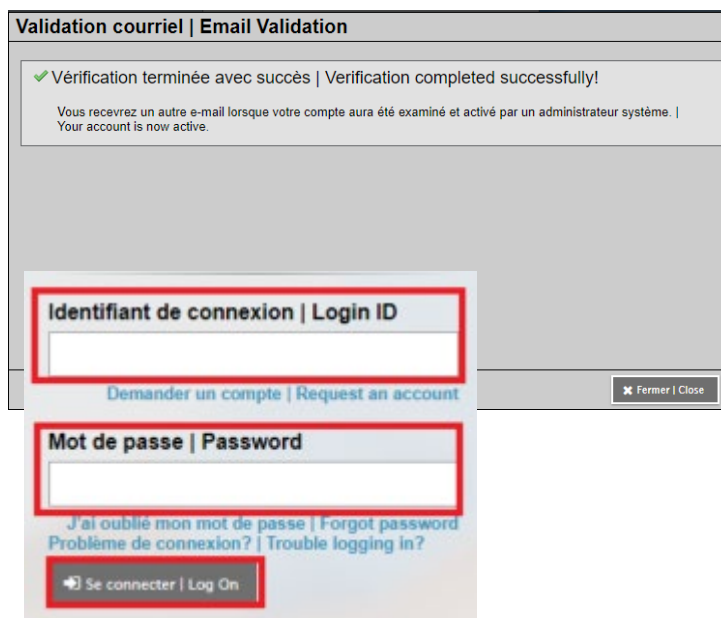 Validation courriel | Email Validation
Vérification terminée avec succès | Verification completed successfully!
Vous recevrez un autre e-mail lorsque votre compte aura été examiné et activé par un administrateur système. |
Your account is now active.
Identifiant de connexion | Login ID
Demander un compte | Request an account
Fermer | Close
Mot de passe | Password
J'ai oublié mon mot de passe | Forgot password
Problème de connexion? | Trouble logging in?
Se connecter | Log On